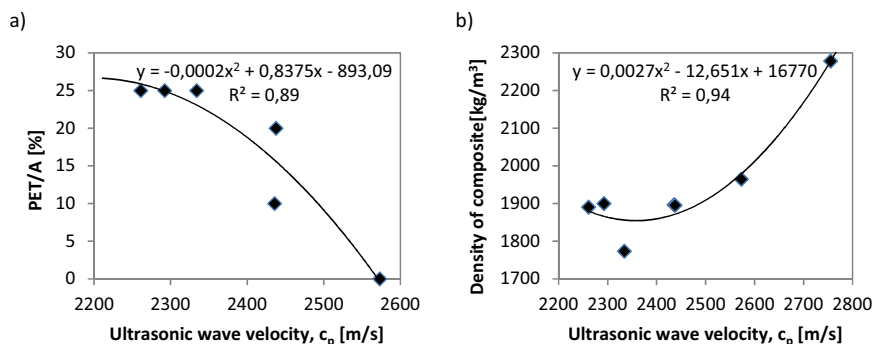 a)
y = -0,0002x² + 0,8375x - 893,09
R² = 0,89
30
25
20
15
10
5
0
PET/A [%]
2200 2300 2400 2500 2600
Ultrasonic wave velocity, cₚ [m/s]
b)
y = 0,0027x² - 12,651x + 16770
R² = 0,94
2300
2200
2100
2000
1900
1800
1700
Density of composite[kg/m³]
2200 2300 2400 2500 2600 2700 2800
Ultrasonic wave velocity, cₚ [m/s]